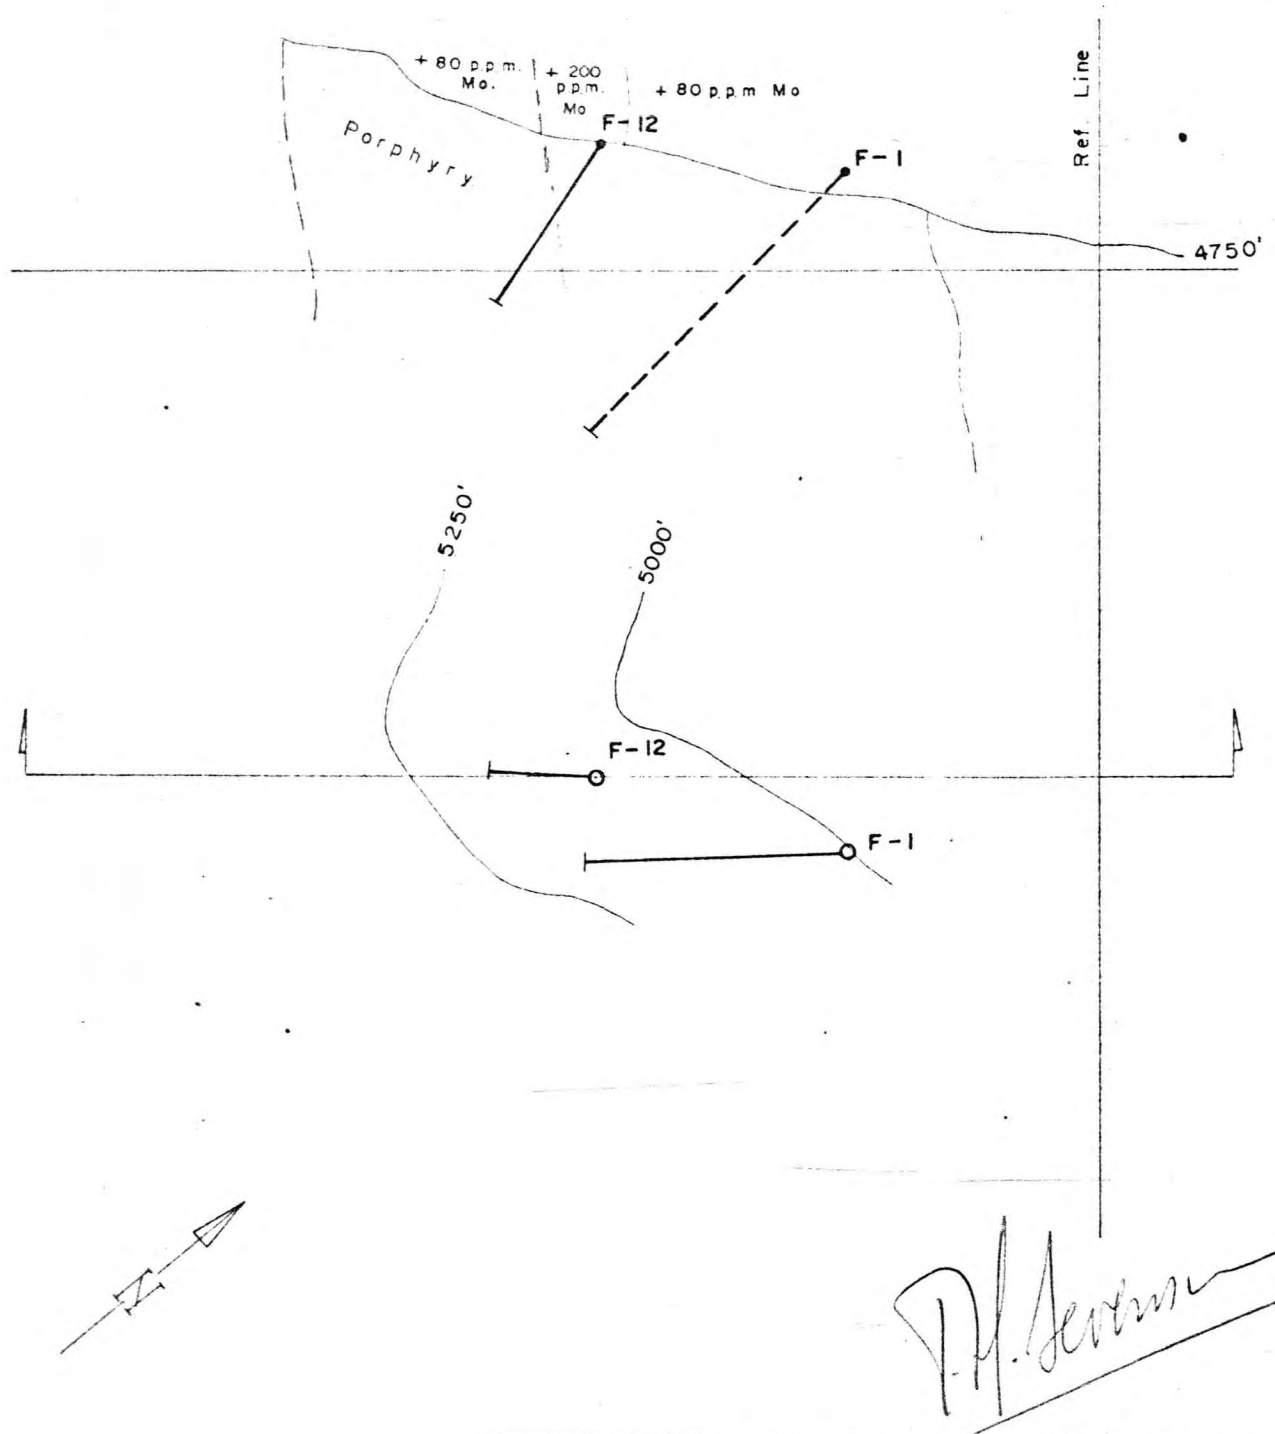 + 80 p.p.m.
Mo.
+ 200
p.p.m.
Mo
+ 80 p.p.m Mo
Ref. Line
Porphyry
F-12
F-1
4750'
5250'
5000'
F-12
F-1
N